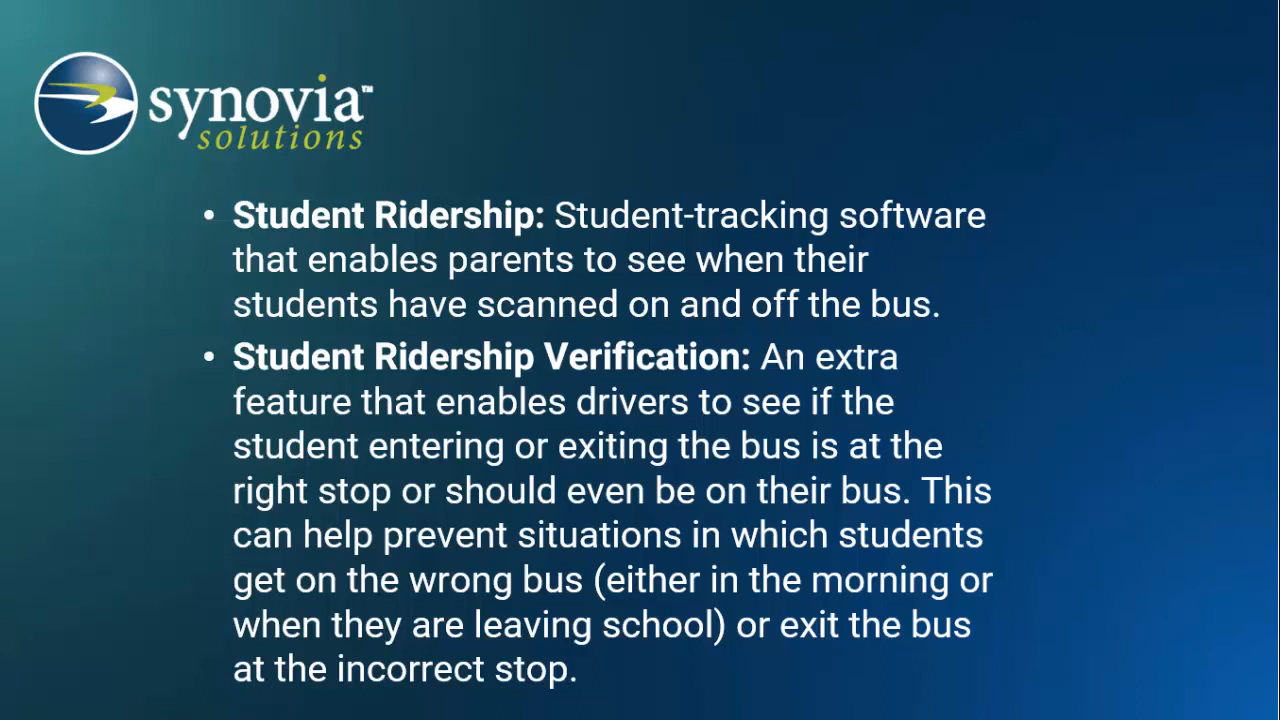 synovia™
solutions
• Student Ridership: Student-tracking software
that enables parents to see when their
students have scanned on and off the bus.
• Student Ridership Verification: An extra
feature that enables drivers to see if the
student entering or exiting the bus is at the
right stop or should even be on their bus. This
can help prevent situations in which students
get on the wrong bus (either in the morning or
when they are leaving school) or exit the bus
at the incorrect stop.